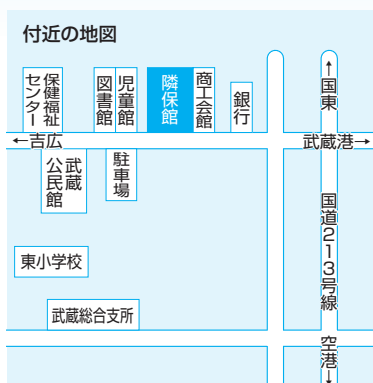 付近の地図
保健福祉
センター
図書館
児童館
隣保館
商工会館
銀行
↑国東
←吉広
武蔵港→
武蔵
公民館
駐車場
国道213号線
東小学校
武蔵総合支所
空港↓